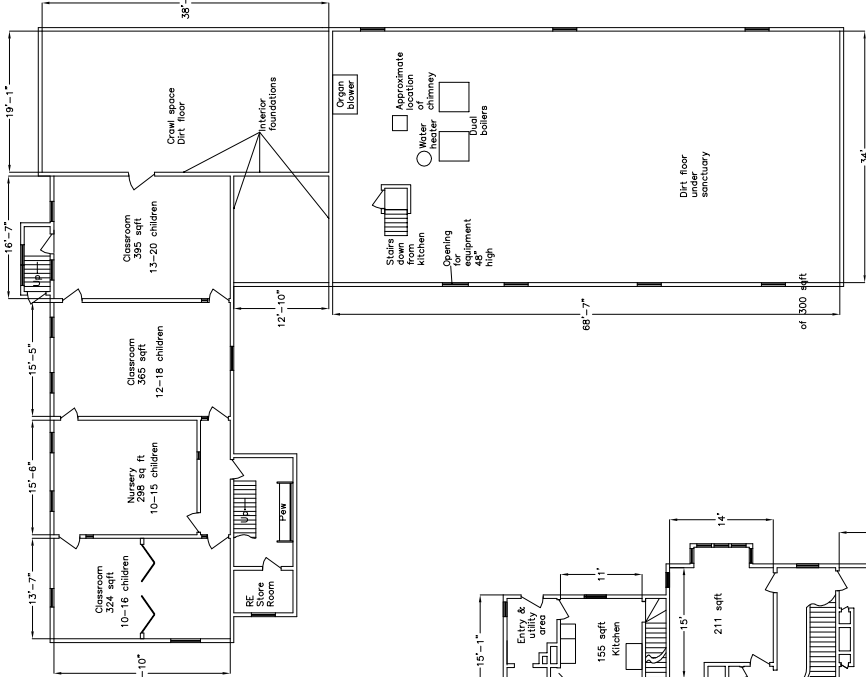 38'-
19'-1"
Crawl space
Dirt floor
Interior
foundations
Organ
blower
Approximate
location
of
chimney
Water
heater
Dual
boilers
34'
Dirt floor
under
sanctuary
16'-7"
Up
Classroom
395 sqft
13-20 children
Stairs
down
from
kitchen
Opening
for
equipment
48"
high
12'-10"
68'-7"
of 300 sqft
15'-5"
Classroom
365 sqft
12-18 children
15'-6"
Nursery
298 sq ft
10-15 children
Up
Pew
13'-7"
Classroom
324 sqft
10-16 children
RE
Store
Room
-10"
14'
11'
15'-1"
Entry &
utility
area
155 sqft
Kitchen
15'
211 sqft